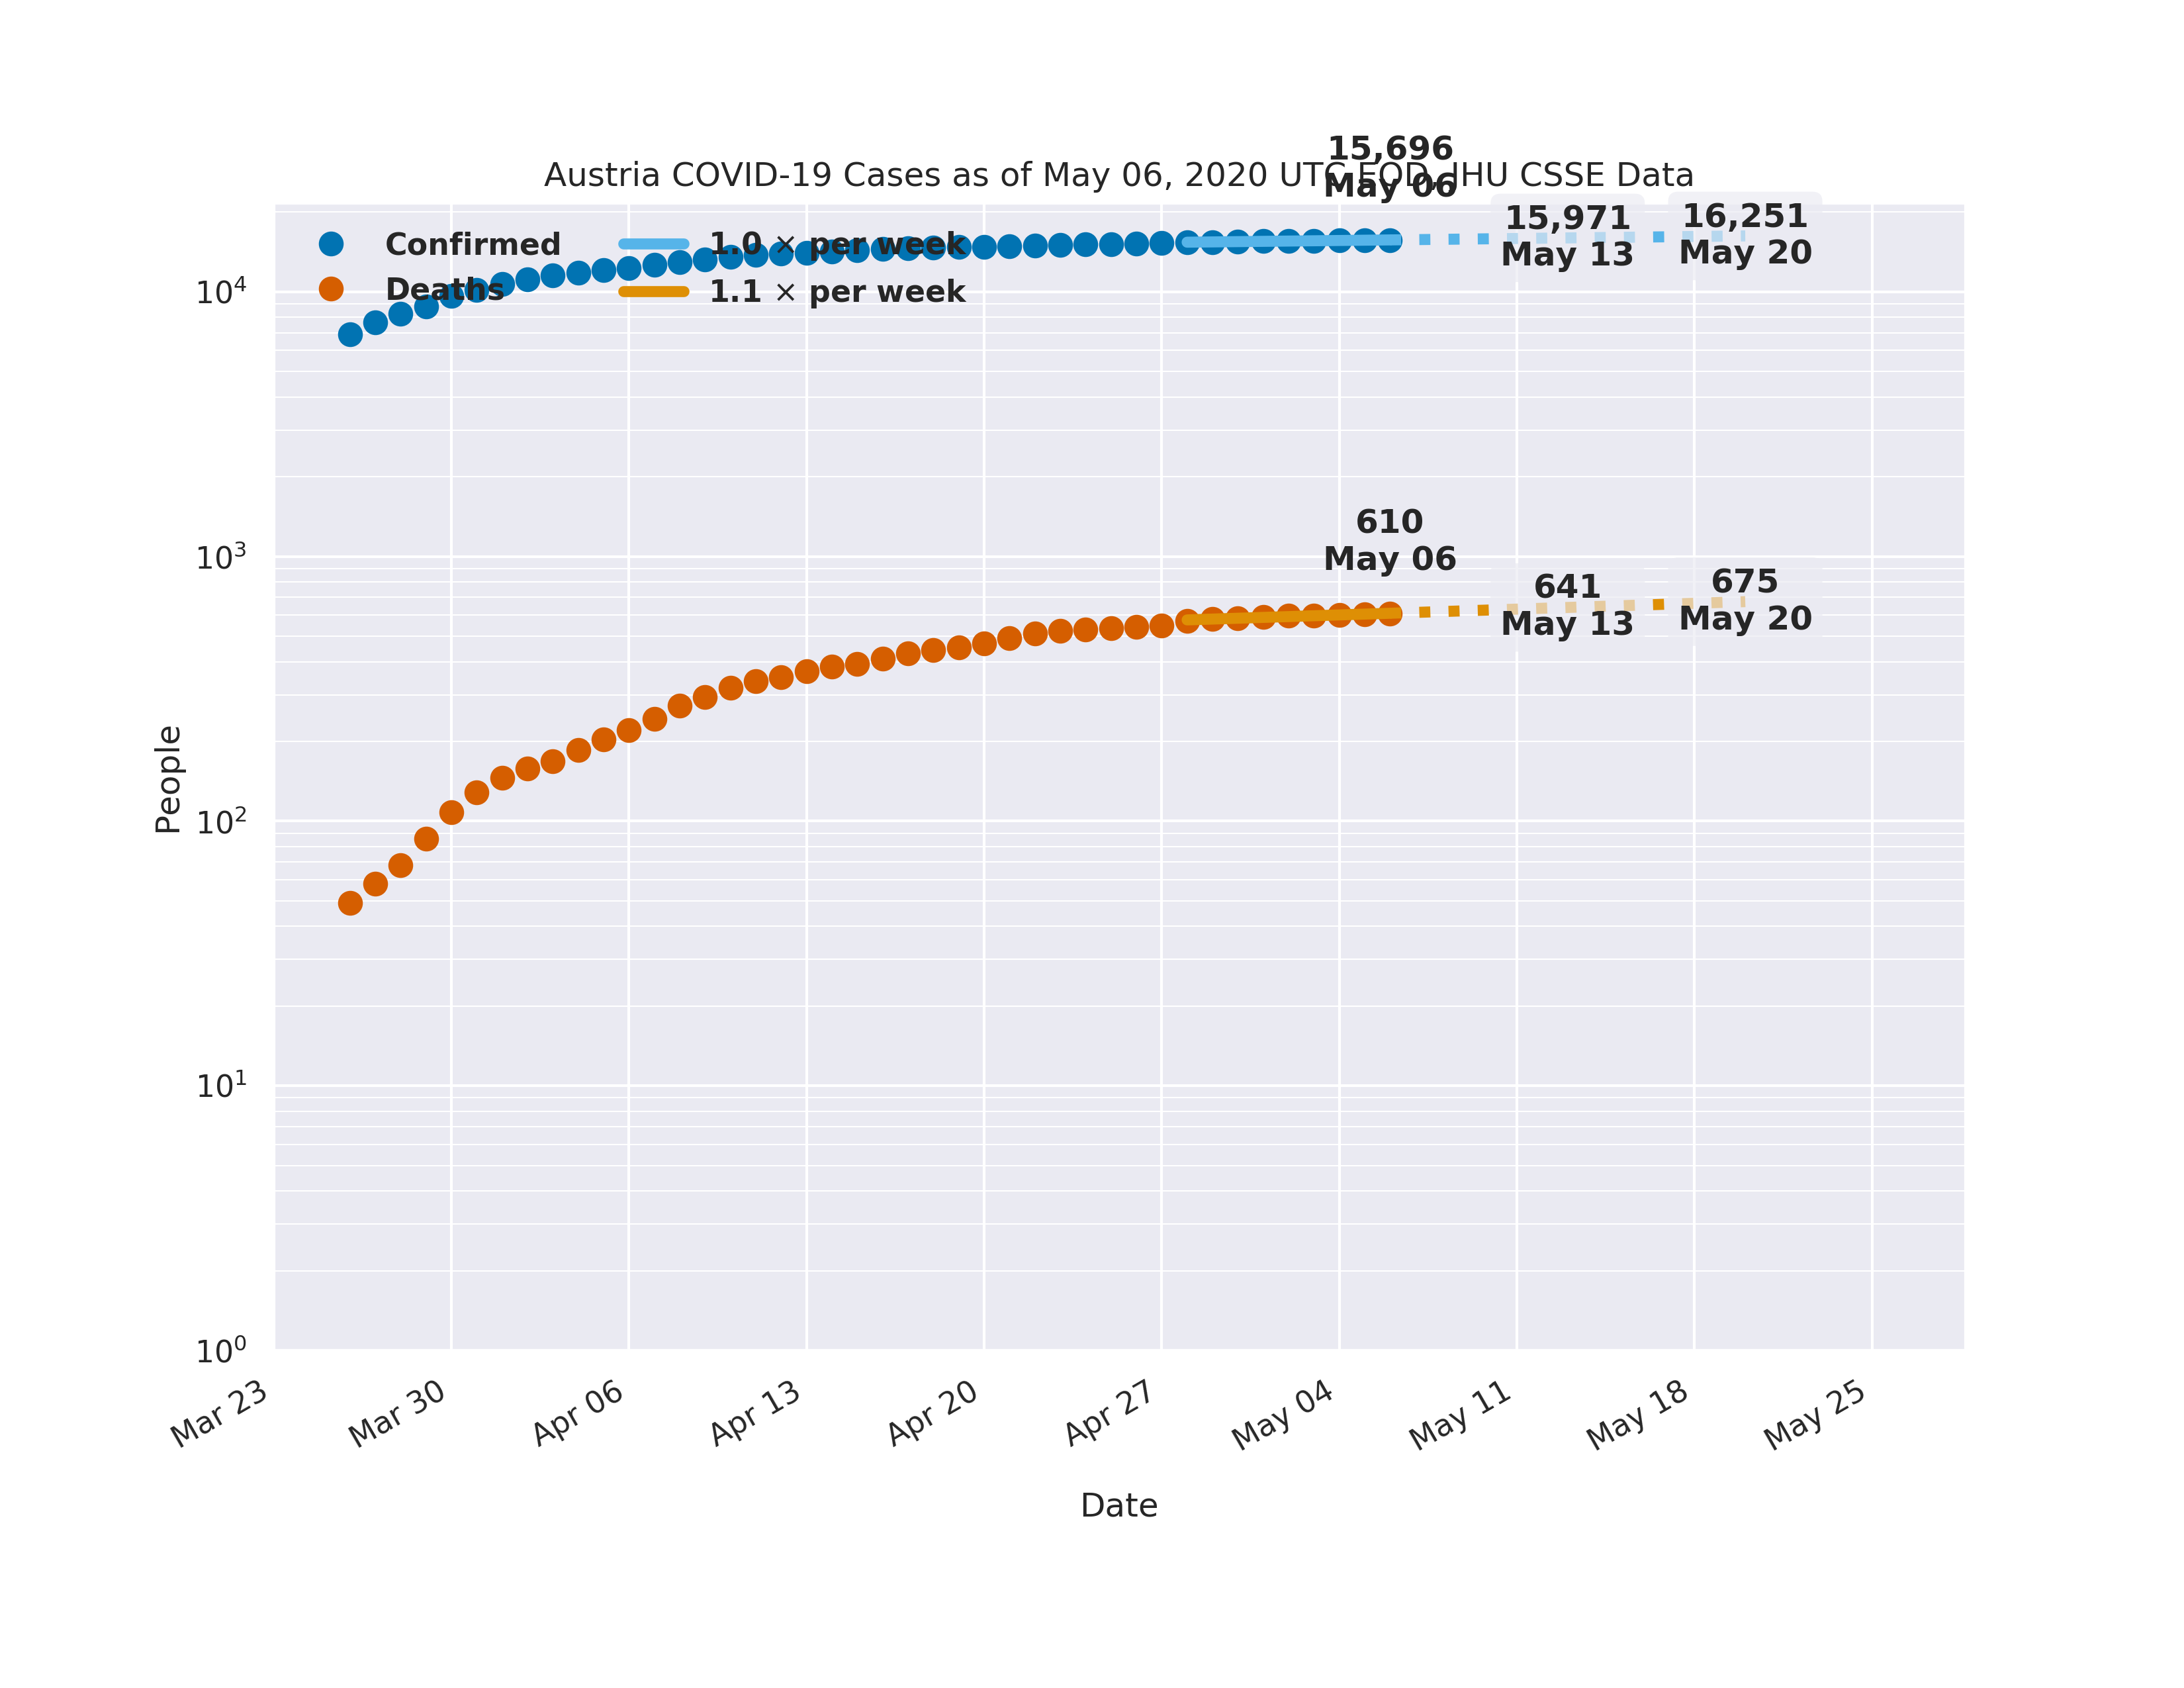 15,696
May 06
Austria COVID-19 Cases as of May 06, 2020 UTC EOD, JHU CSSE Data
15,971
May 13
16,251
May 20
Confirmed
Deaths
1.0 × per week
1.1 × per week
610
May 06
641
May 13
675
May 20
People
10⁴
10³
10²
10¹
10⁰
Mar 23
Mar 30
Apr 06
Apr 13
Apr 20
Apr 27
May 04
May 11
May 18
May 25
Date